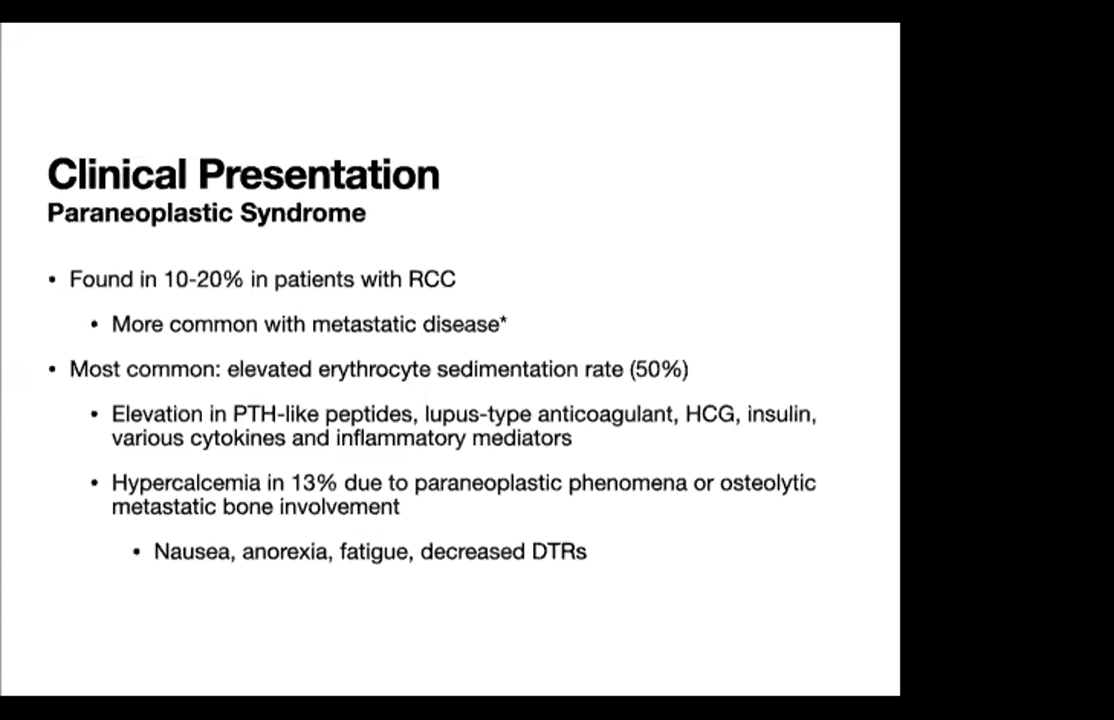 Clinical Presentation
Paraneoplastic Syndrome
• Found in 10-20% in patients with RCC
• More common with metastatic disease*
• Most common: elevated erythrocyte sedimentation rate (50%)
• Elevation in PTH-like peptides, lupus-type anticoagulant, HCG, insulin,
various cytokines and inflammatory mediators
• Hypercalcemia in 13% due to paraneoplastic phenomena or osteolytic
metastatic bone involvement
• Nausea, anorexia, fatigue, decreased DTRs